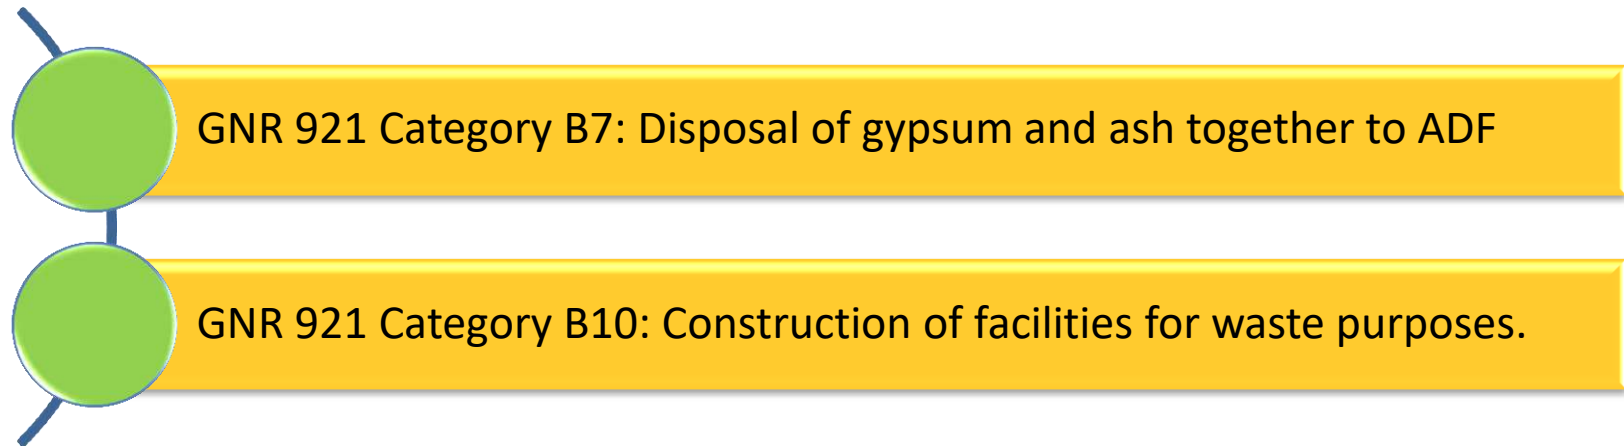 GNR 921 Category B7: Disposal of gypsum and ash together to ADF
GNR 921 Category B10: Construction of facilities for waste purposes.